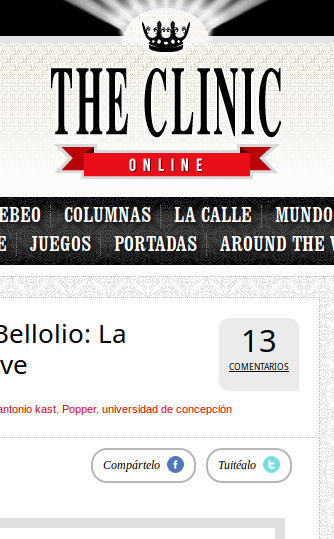 THE CLINIC
ONLINE
EBEO COLUMNAS LA CALLE MUNDO
E JUEGOS PORTADAS AROUND THE
Bellolio: La
ve
13
COMENTARIOS
antonio kast, Popper, universidad de concepción
Compártelo f Tuitéalo